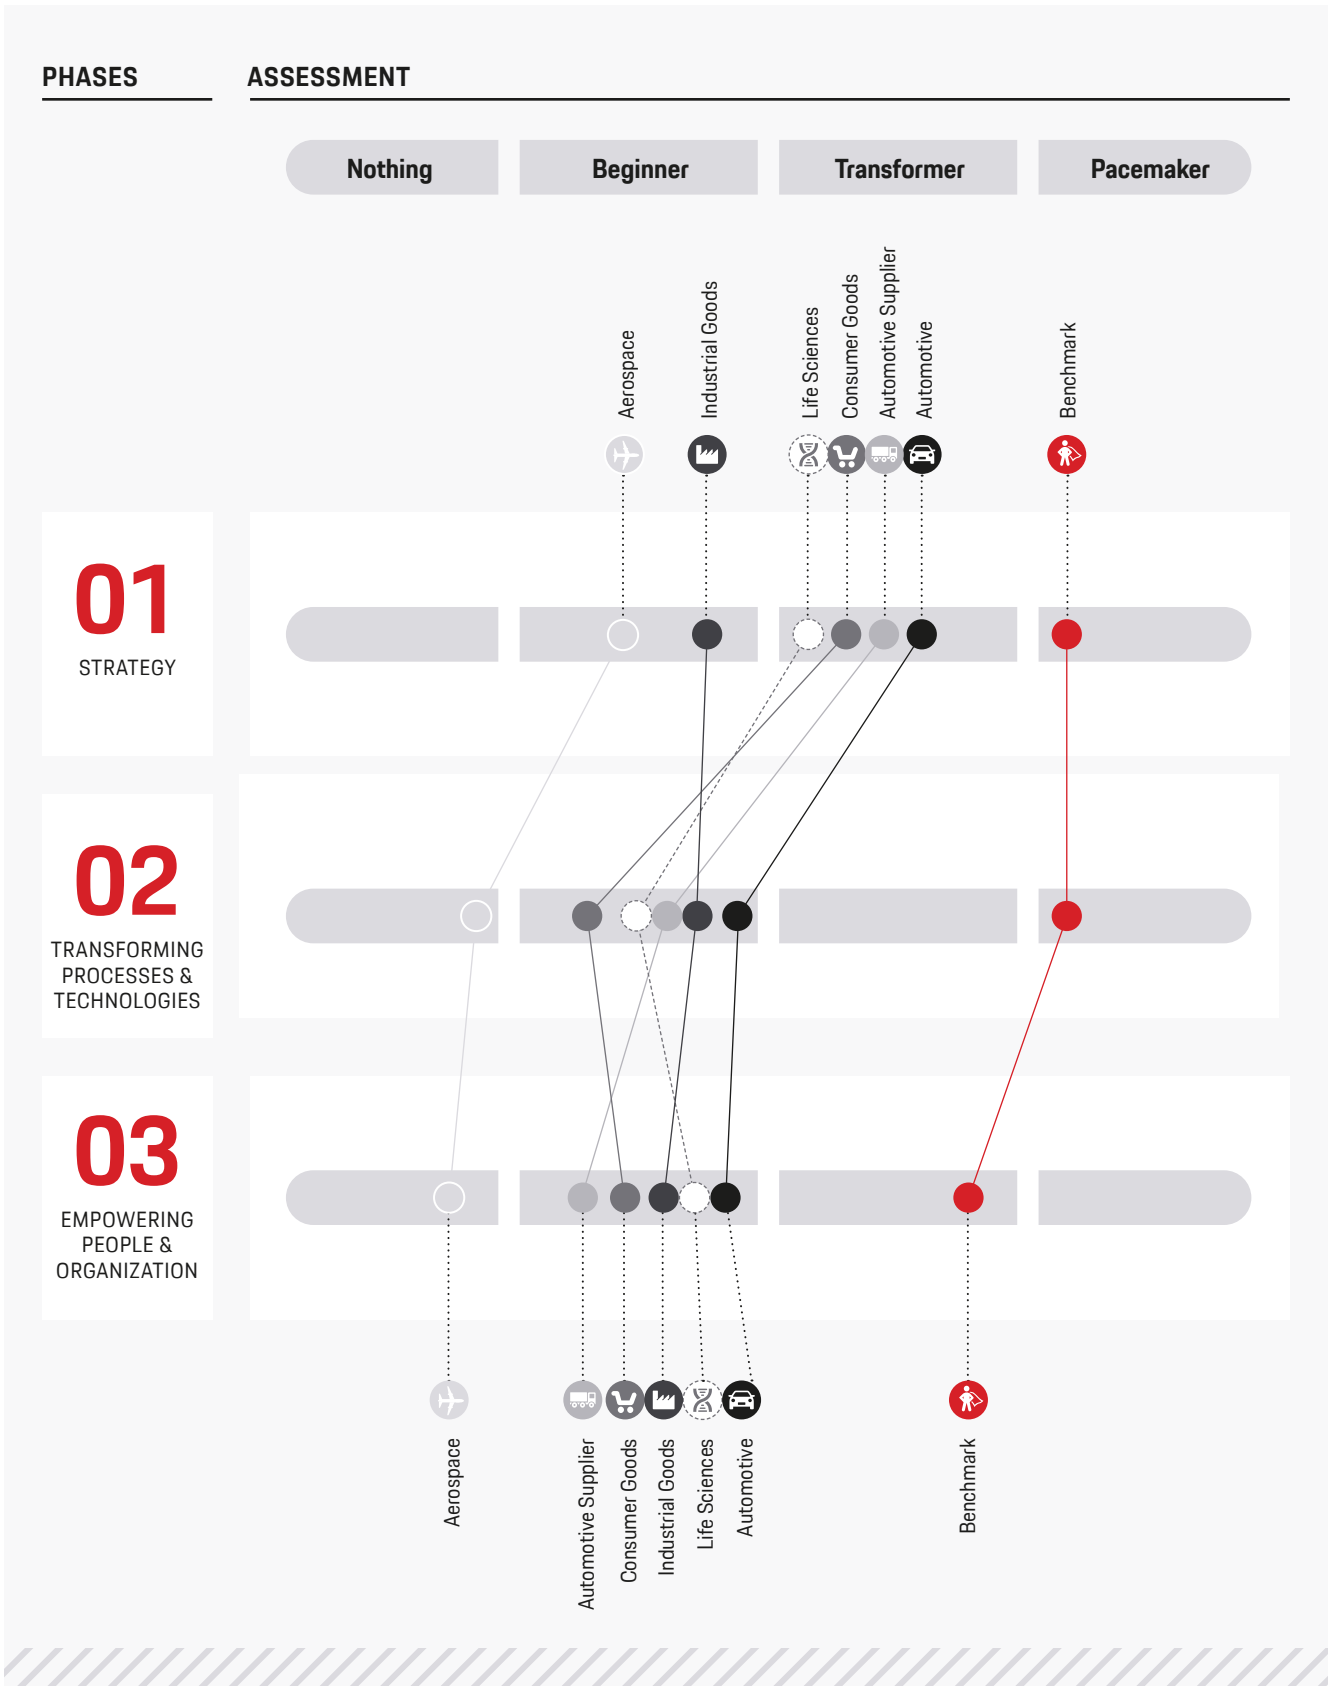 PHASES
ASSESSMENT
Nothing
Beginner
Transformer
Pacemaker
Aerospace
Industrial Goods
Life Sciences
Consumer Goods
Automotive Supplier
Automotive
Benchmark
01
STRATEGY
02
TRANSFORMING
PROCESSES &
TECHNOLOGIES
03
EMPOWERING
PEOPLE &
ORGANIZATION
Aerospace
Automotive Supplier
Consumer Goods
Industrial Goods
Life Sciences
Automotive
Benchmark